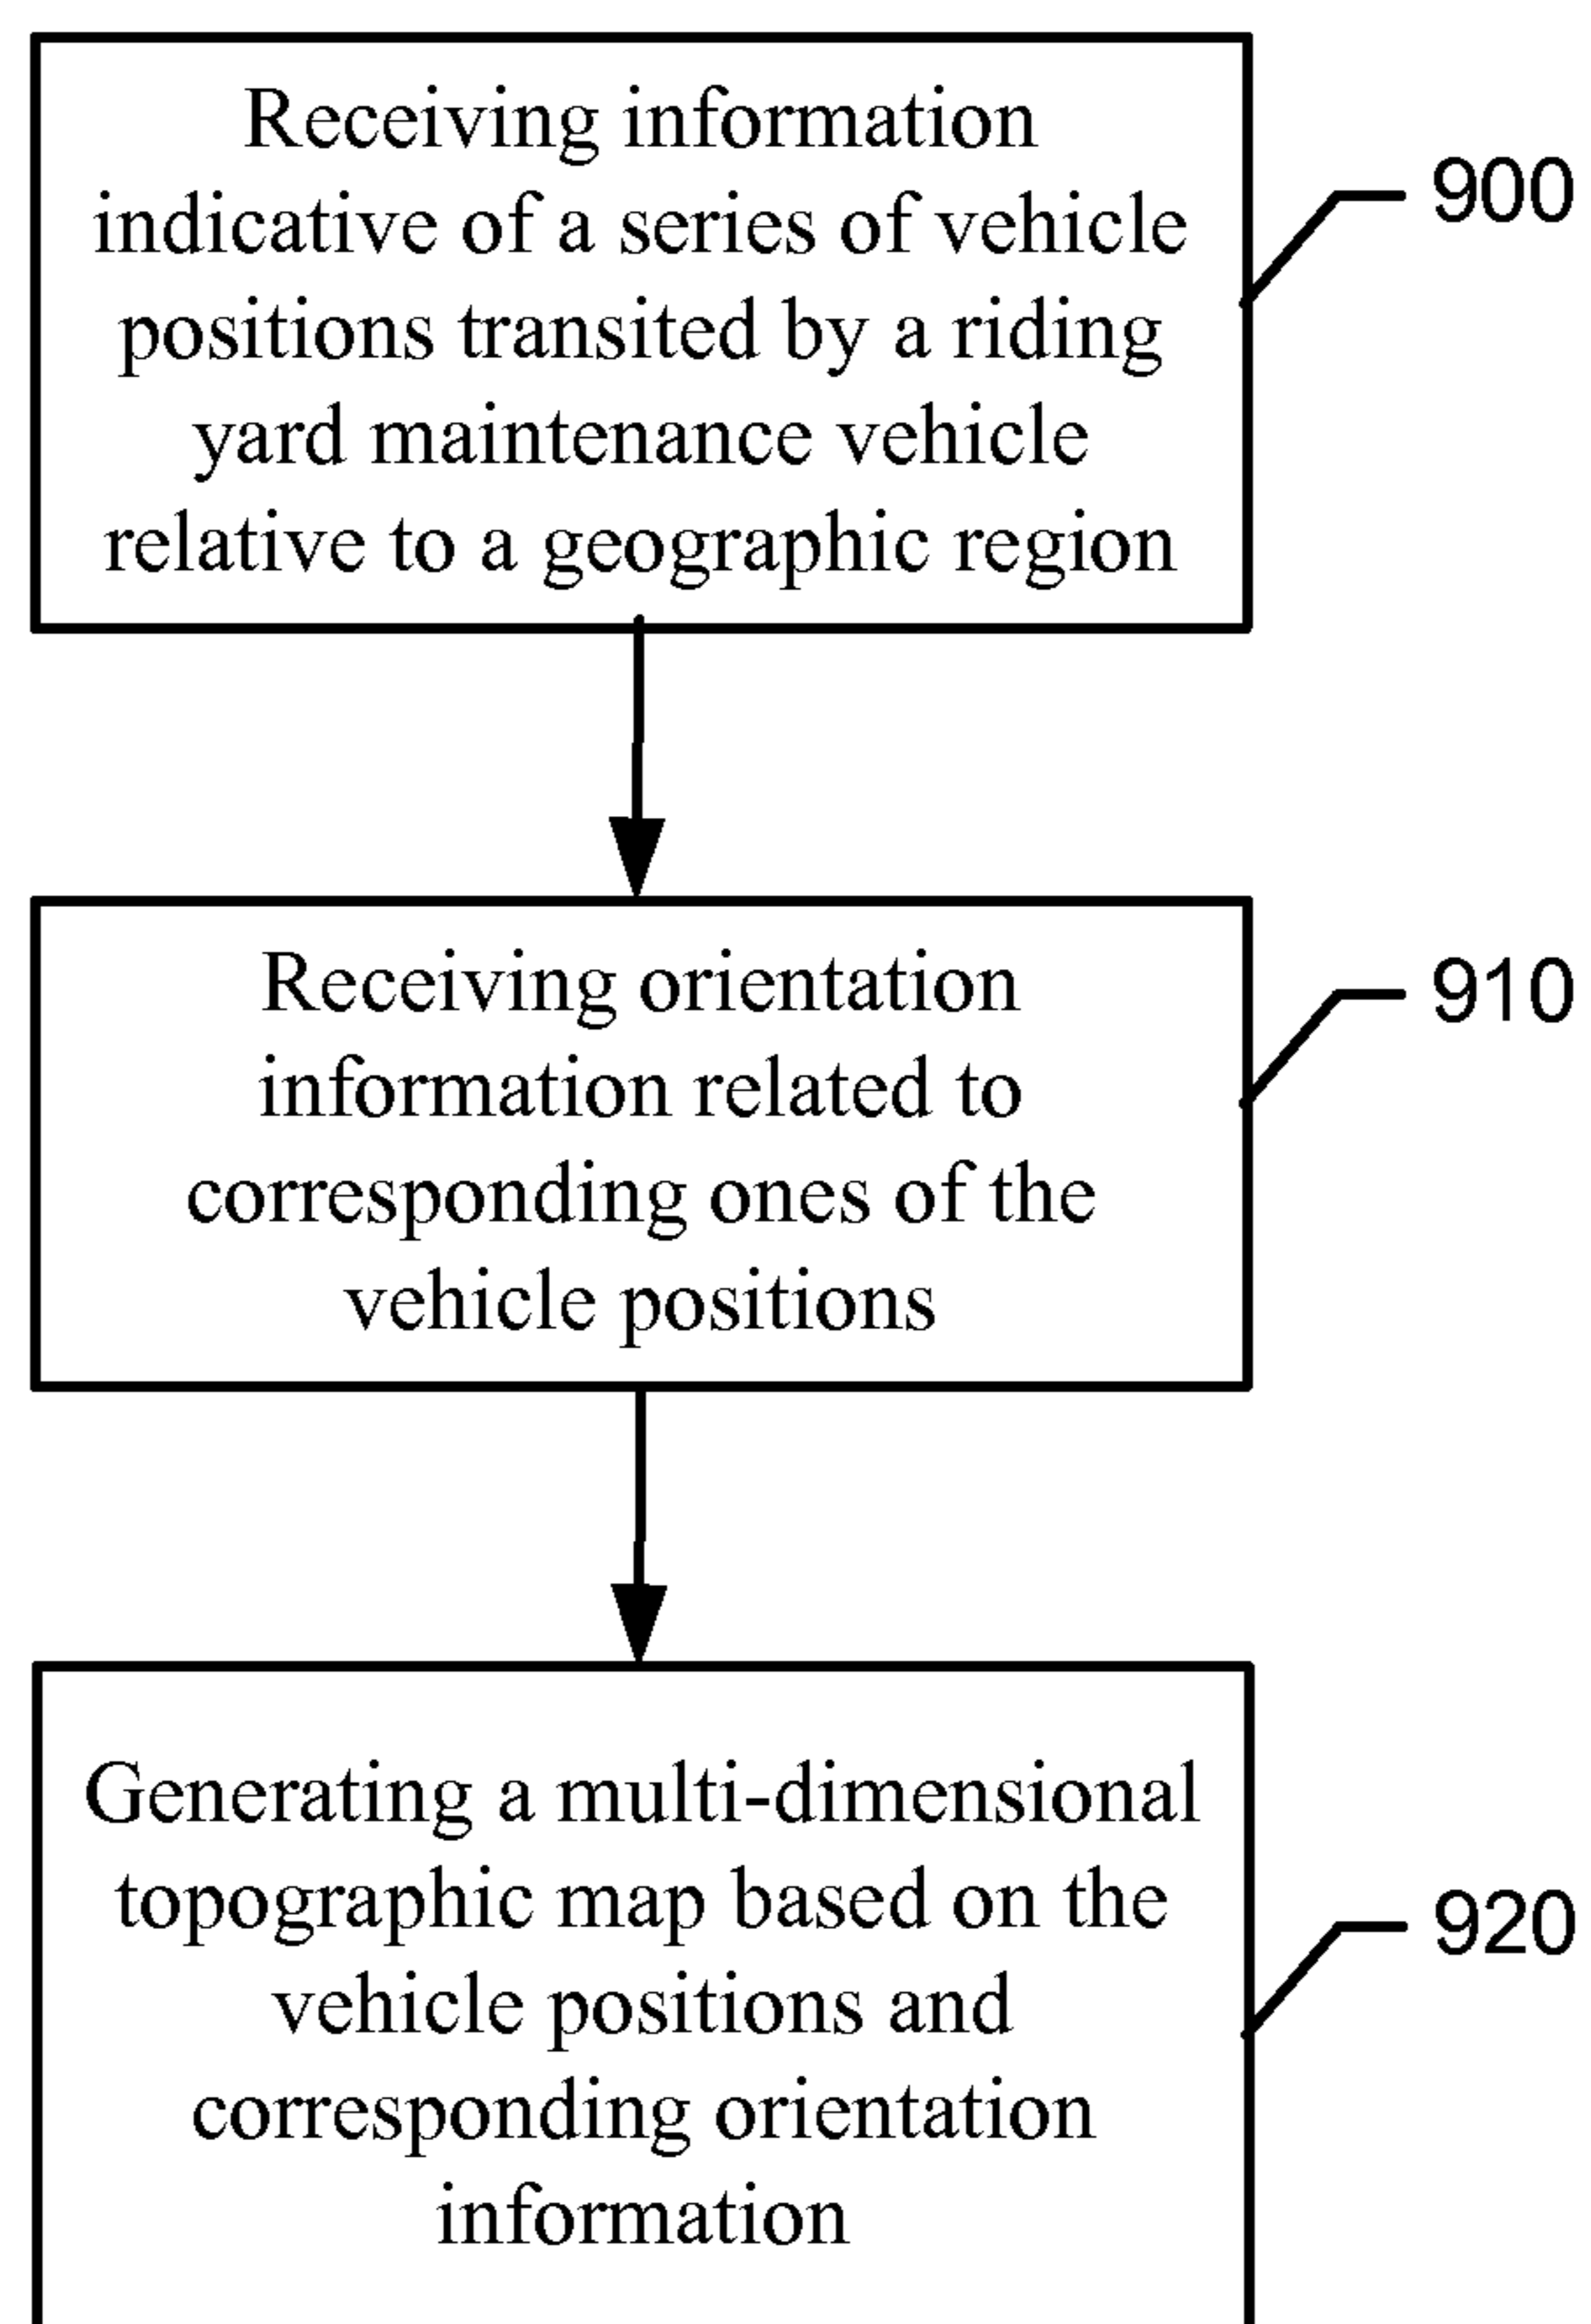 Receiving information
indicative of a series of vehicle
positions transited by a riding
yard maintenance vehicle
relative to a geographic region
900
Receiving orientation
information related to
corresponding ones of the
vehicle positions
910
Generating a multi-dimensional
topographic map based on the
vehicle positions and
corresponding orientation
information
920